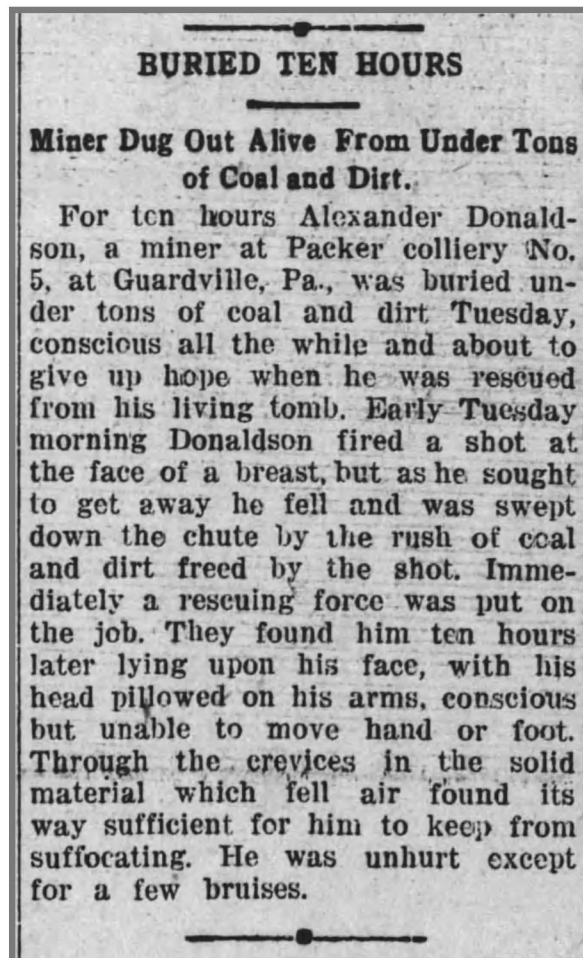 BURIED TEN HOURS
Miner Dug Out Alive From Under Tons
of Coal and Dirt.
For ten hours Alexander Donald-
son, a miner at Packer colliery No.
5, at Guardville, Pa., was buried un-
der tons of coal and dirt Tuesday,
conscious all the while and about to
give up hope when he was rescued
from his living tomb. Early Tuesday
morning Donaldson fired a shot at
the face of a breast, but as he sought
to get away he fell and was swept
down the chute by the rush of coal
and dirt freed by the shot. Imme-
diately a rescuing force was put on
the job. They found him ten hours
later lying upon his face, with his
head pillowed on his arms, conscious
but unable to move hand or foot.
Through the crevices in the solid
material which fell air found its
way sufficient for him to keep from
suffocating. He was unhurt except
for a few bruises.